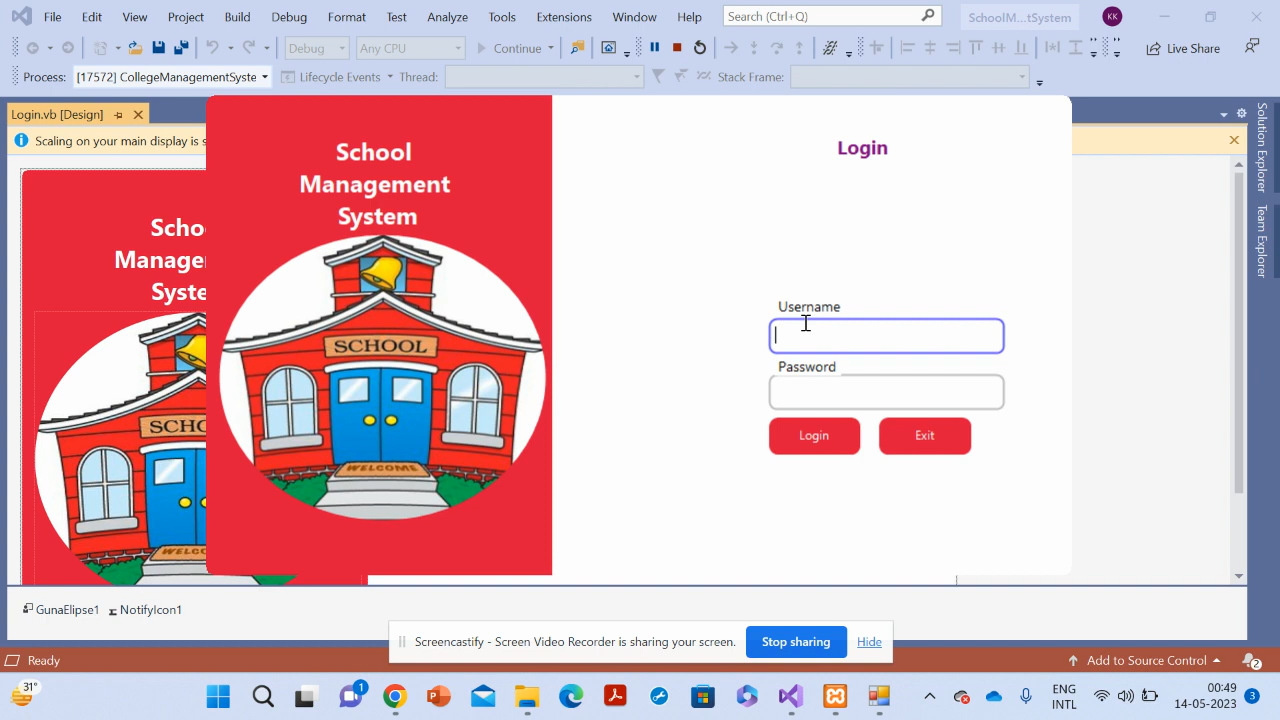 File Edit View Project Build Debug Format Test Analyze Tools Extensions Window Help Search (Ctrl+Q) SchoolM...tSystem KK
Debug Any CPU Continue Live Share
Process: [17572] CollegeManagementSyste Lifecycle Events Thread: Stack Frame:
Login.vb [Design]
Scaling on your main display is s
Scho
Manage
Syste
SCHO
WELCO
School
Management
System
SCHOOL
WELCOME
Login
Username
Password
Login Exit
Solution Explorer
Team Explorer
GunaElipse1 NotifyIcon1
Screencastify - Screen Video Recorder is sharing your screen. Stop sharing Hide
Ready Add to Source Control 2
31° 1 ENG
INTL
00:49
14-05-2023 3